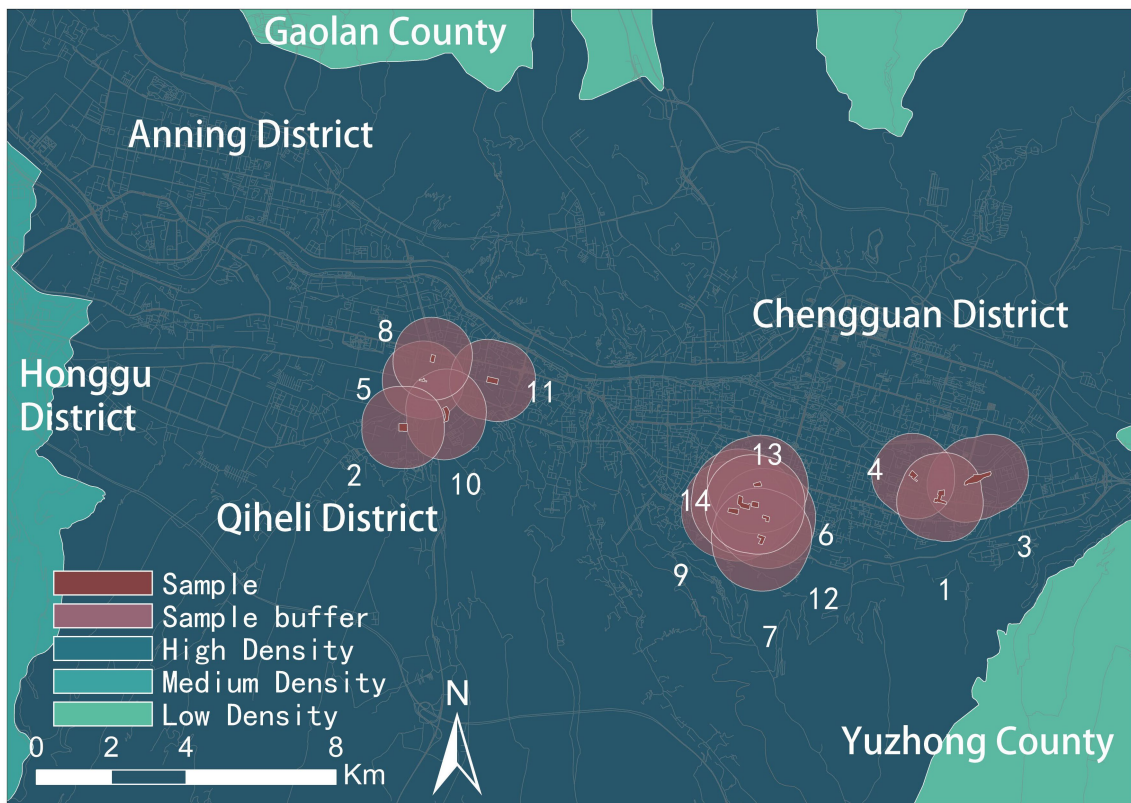 Gaolan County
Anning District
Chengguan District
8
Honggu
District
5
11
2
10
13
4
14
Qiheli District
6
3
9
12
1
7
Sample
Sample buffer
High Density
Medium Density
Low Density
N
Yuzhong County
0 2 4 8
Km